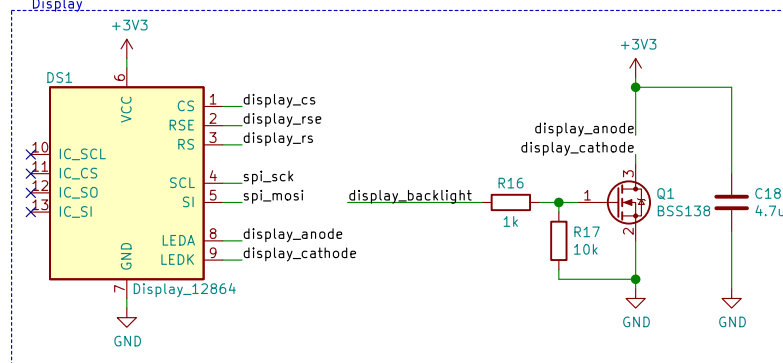 Display
+3V3
DS1
6
VCC
CS 1 display_cs
RSE 2 display_rse
RS 3 display_rs
10 IC_SCL
11 IC_CS
12 IC_SO
13 IC_SI
SCL 4 spi_sck
SI 5 spi_mosi
LEDA 8 display_anode
LEDK 9 display_cathode
GND
7
Display_12864
GND
+3V3
display_anode
display_cathode
display_backlight
R16
1k
R17
10k
1
3
2
Q1
BSS138
C18
4.7u
GND
GND